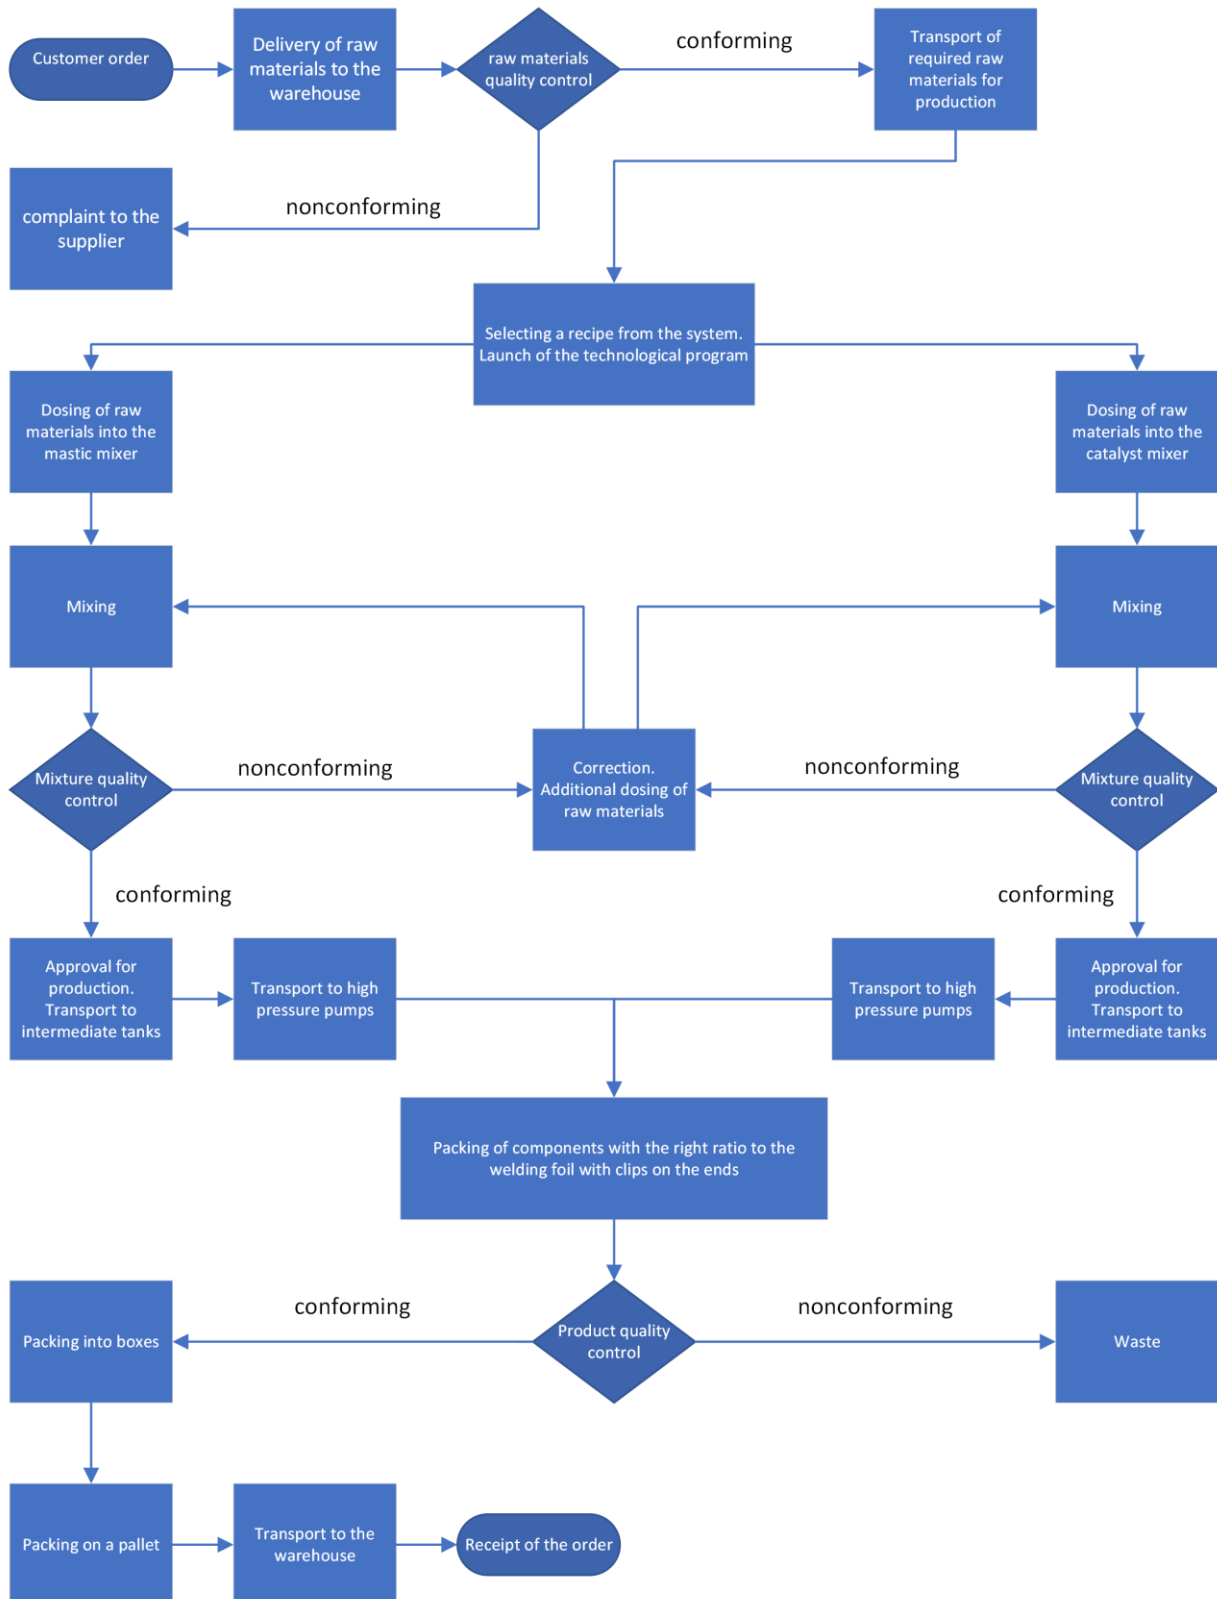 Customer order
Delivery of raw
materials to the
warehouse
raw materials
quality control
conforming
Transport of
required raw
materials for
production
complaint to the
supplier
nonconforming
Selecting a recipe from the system.
Launch of the technological program
Dosing of raw
materials into the
mastic mixer
Dosing of raw
materials into the
catalyst mixer
Mixing
Mixing
Mixture quality
control
nonconforming
Correction.
Additional dosing of
raw materials
nonconforming
Mixture quality
control
conforming
conforming
Approval for
production.
Transport to
intermediate tanks
Transport to high
pressure pumps
Transport to high
pressure pumps
Approval for
production.
Transport to
intermediate tanks
Packing of components with the right ratio to the
welding foil with clips on the ends
Packing into boxes
conforming
Product quality
control
nonconforming
Waste
Packing on a pallet
Transport to the
warehouse
Receipt of the order